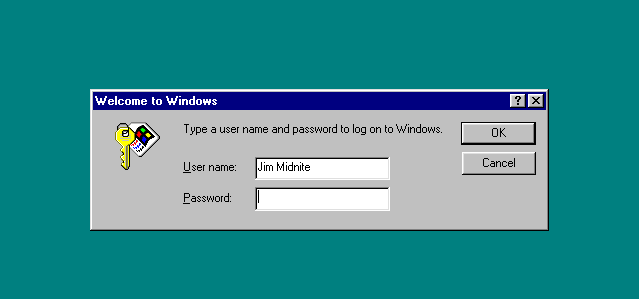 Welcome to Windows
Type a user name and password to log on to Windows.
OK
Cancel
User name: Jim Midnite
Password: